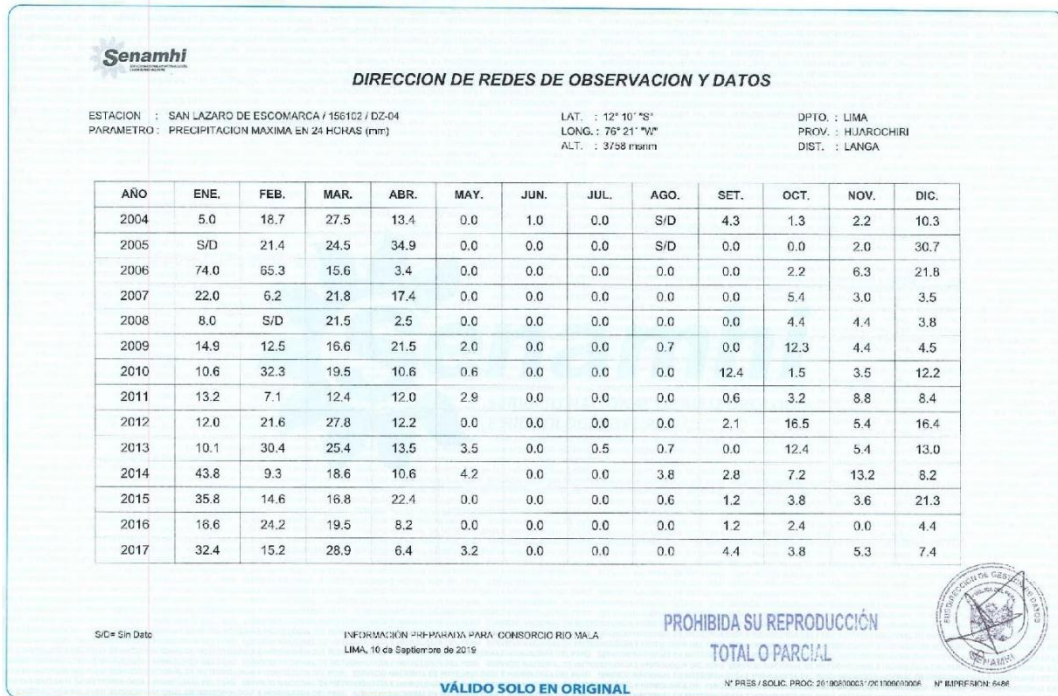 Senamhi
DIRECCION DE REDES DE OBSERVACION Y DATOS
ESTACION : SAN LAZARO DE ESCOMARCA / 156102 / DZ-04
PARAMETRO : PRECIPITACION MAXIMA EN 24 HORAS (mm)
LAT. : 12° 10' "S"
LONG. : 76° 21' "W"
ALT. : 3758 msnm
DPTO. : LIMA
PROV. : HUAROCHIRI
DIST. : LANGA
AÑO ENE. FEB. MAR. ABR. MAY. JUN. JUL. AGO. SET. OCT. NOV. DIC.
2004 5.0 18.7 27.5 13.4 0.0 1.0 0.0 S/D 4.3 1.3 2.2 10.3
2005 S/D 21.4 24.5 34.9 0.0 0.0 0.0 S/D 0.0 0.0 2.0 30.7
2006 74.0 65.3 15.6 3.4 0.0 0.0 0.0 0.0 0.0 2.2 6.3 21.8
2007 22.0 6.2 21.8 17.4 0.0 0.0 0.0 0.0 0.0 5.4 3.0 3.5
2008 8.0 S/D 21.5 2.5 0.0 0.0 0.0 0.0 0.0 4.4 4.4 3.8
2009 14.9 12.5 16.6 21.5 2.0 0.0 0.0 0.7 0.0 12.3 4.4 4.5
2010 10.6 32.3 19.5 10.6 0.6 0.0 0.0 0.0 12.4 1.5 3.5 12.2
2011 13.2 7.1 12.4 12.0 2.9 0.0 0.0 0.0 0.6 3.2 8.8 8.4
2012 12.0 21.6 27.8 12.2 0.0 0.0 0.0 0.0 2.1 16.5 5.4 16.4
2013 10.1 30.4 25.4 13.5 3.5 0.0 0.5 0.7 0.0 12.4 5.4 13.0
2014 43.8 9.3 18.6 10.6 4.2 0.0 0.0 3.8 2.8 7.2 13.2 8.2
2015 35.8 14.6 16.8 22.4 0.0 0.0 0.0 0.6 1.2 3.8 3.6 21.3
2016 16.6 24.2 19.5 8.2 0.0 0.0 0.0 0.0 1.2 2.4 0.0 4.4
2017 32.4 15.2 28.9 6.4 3.2 0.0 0.0 0.0 4.4 3.8 5.3 7.4
S/D= Sin Dato
INFORMACIÓN PREPARADA PARA: CONSORCIO RIO MALA
LIMA, 10 de Septiembre de 2019
PROHIBIDA SU REPRODUCCIÓN
TOTAL O PARCIAL
VÁLIDO SOLO EN ORIGINAL
N° PRES / SOLIC. PROC: N° IMPRESION: 6486